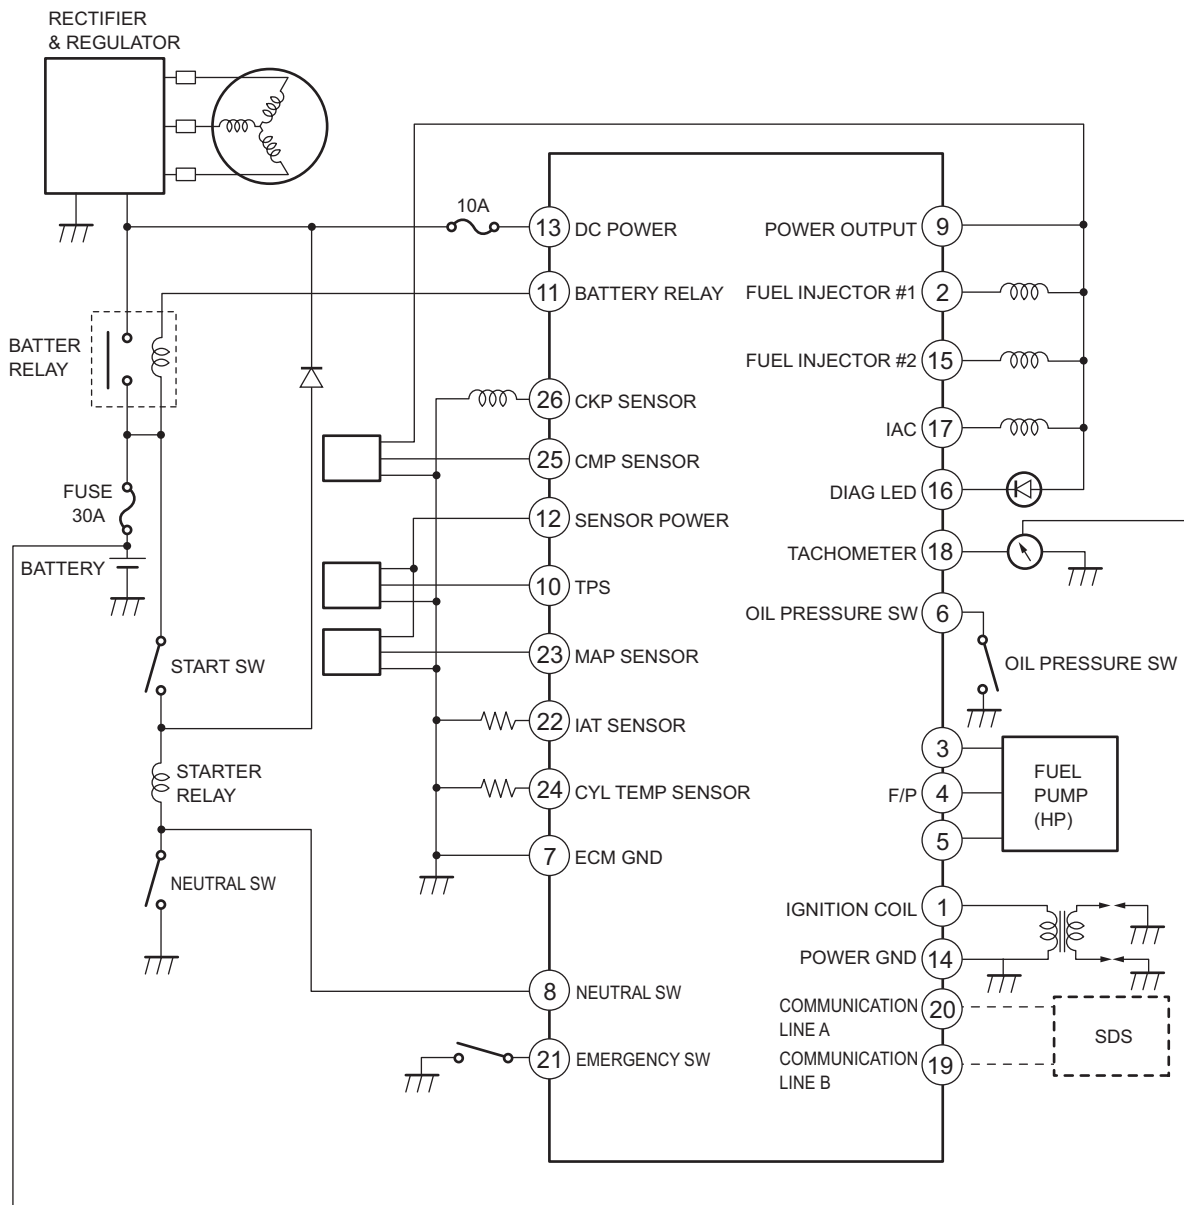 RECTIFIER
& REGULATOR
10A
13 DC POWER
POWER OUTPUT 9
11 BATTERY RELAY
FUEL INJECTOR #1 2
BATTER
RELAY
FUEL INJECTOR #2 15
26 CKP SENSOR
IAC 17
25 CMP SENSOR
DIAG LED 16
FUSE
30A
12 SENSOR POWER
TACHOMETER 18
BATTERY
10 TPS
OIL PRESSURE SW 6
START SW
23 MAP SENSOR
OIL PRESSURE SW
22 IAT SENSOR
3
STARTER
RELAY
24 CYL TEMP SENSOR
F/P 4
FUEL
PUMP
(HP)
5
7 ECM GND
NEUTRAL SW
IGNITION COIL 1
POWER GND 14
8 NEUTRAL SW
COMMUNICATION
LINE A
20
SDS
21 EMERGENCY SW
COMMUNICATION
LINE B
19